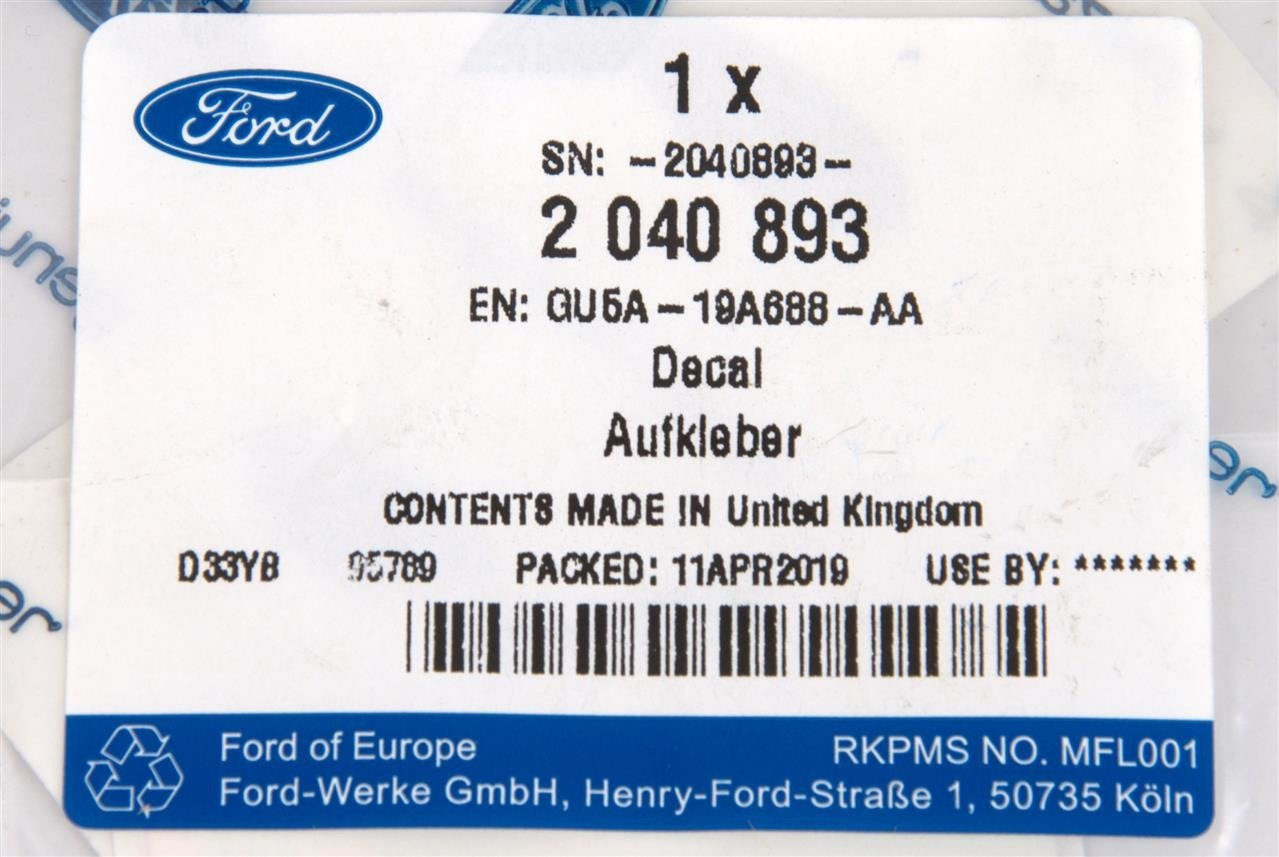 Ford
1 x
SN: -2040893-
2 040 893
EN: GU5A-19A688-AA
Decal
Aufkleber
CONTENTS MADE IN United Kingdom
D33YB 95789 PACKED: 11APR2019 USE BY: *******
Ford of Europe RKPMS NO. MFL001
Ford-Werke GmbH, Henry-Ford-Straße 1, 50735 Köln